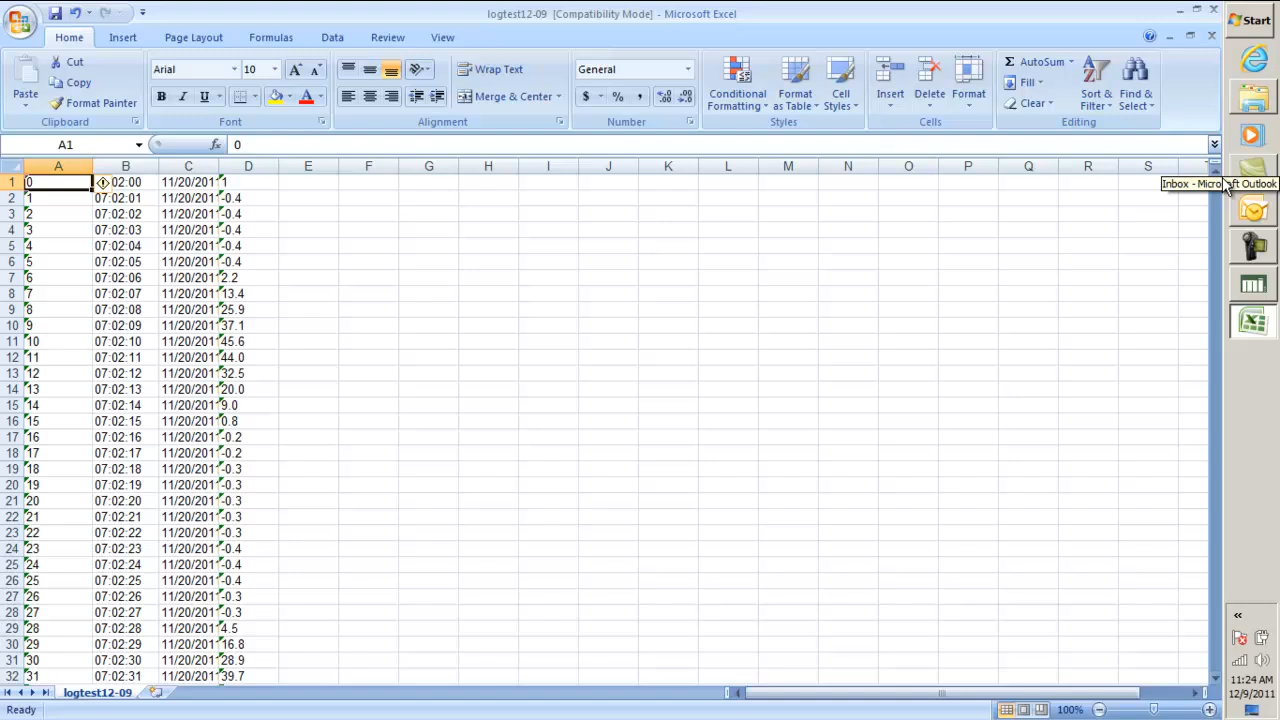 logtest12-09 [Compatibility Mode] - Microsoft Excel
Start
Home Insert Page Layout Formulas Data Review View
Paste
Cut
Copy
Format Painter
Clipboard
Arial 10
B I U
Font
Wrap Text
Merge & Center
Alignment
General
$ % ,
Number
Conditional Formatting
Format as Table
Cell Styles
Styles
Insert Delete Format
Cells
AutoSum
Fill
Clear
Sort & Filter
Find & Select
Editing
A1 fx 0
A B C D E F G H I J K L M N O P Q R S
1 0 02:00 11/20/201 1
2 1 07:02:01 11/20/201 -0.4
3 2 07:02:02 11/20/201 -0.4
4 3 07:02:03 11/20/201 -0.4
5 4 07:02:04 11/20/201 -0.4
6 5 07:02:05 11/20/201 -0.4
7 6 07:02:06 11/20/201 2.2
8 7 07:02:07 11/20/201 13.4
9 8 07:02:08 11/20/201 25.9
10 9 07:02:09 11/20/201 37.1
11 10 07:02:10 11/20/201 45.6
12 11 07:02:11 11/20/201 44.0
13 12 07:02:12 11/20/201 32.5
14 13 07:02:13 11/20/201 20.0
15 14 07:02:14 11/20/201 9.0
16 15 07:02:15 11/20/201 0.8
17 16 07:02:16 11/20/201 -0.2
18 17 07:02:17 11/20/201 -0.2
19 18 07:02:18 11/20/201 -0.3
20 19 07:02:19 11/20/201 -0.3
21 20 07:02:20 11/20/201 -0.3
22 21 07:02:21 11/20/201 -0.3
23 22 07:02:22 11/20/201 -0.3
24 23 07:02:23 11/20/201 -0.4
25 24 07:02:24 11/20/201 -0.4
26 25 07:02:25 11/20/201 -0.4
27 26 07:02:26 11/20/201 -0.3
28 27 07:02:27 11/20/201 -0.3
29 28 07:02:28 11/20/201 4.5
30 29 07:02:29 11/20/201 16.8
31 30 07:02:30 11/20/201 28.9
32 31 07:02:31 11/20/201 39.7
Inbox - Microsoft Outlook
logtest12-09
Ready
100%
11:24 AM
12/9/2011